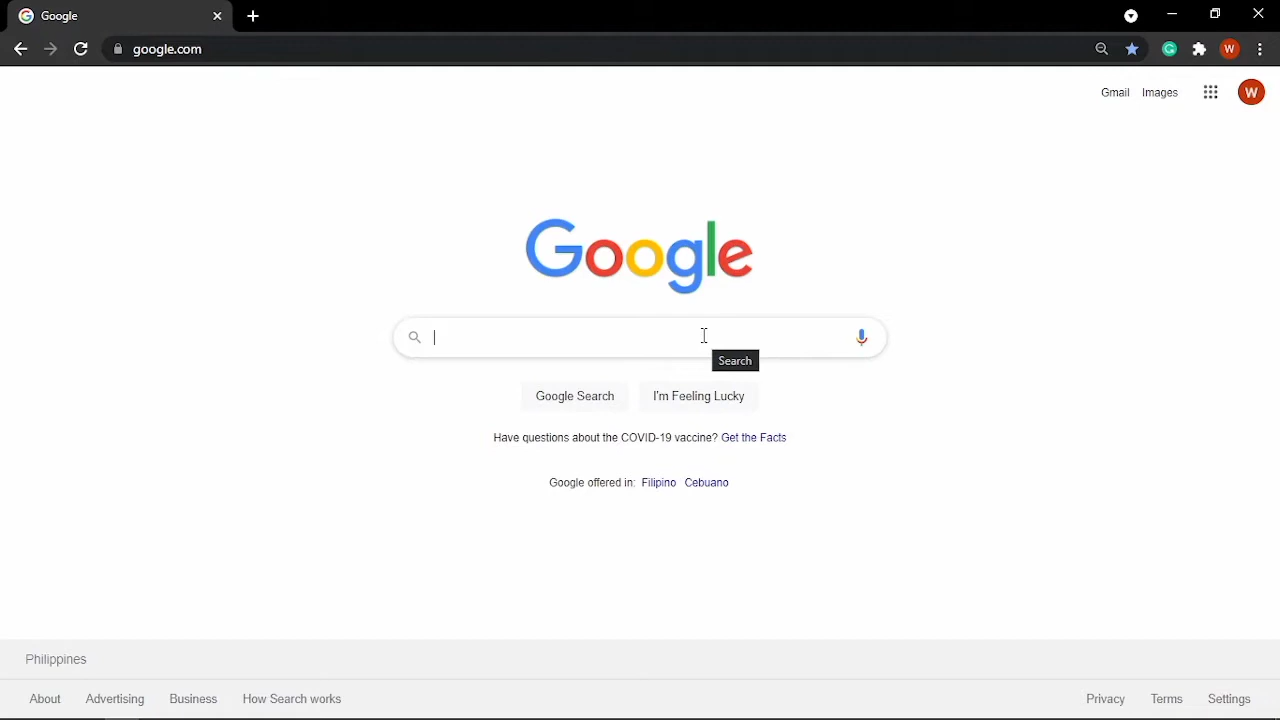 Google
google.com
W
Gmail Images W
Google
Search
Google Search I'm Feeling Lucky
Have questions about the COVID-19 vaccine? Get the Facts
Google offered in: Filipino Cebuano
Philippines
About Advertising Business How Search works Privacy Terms Settings